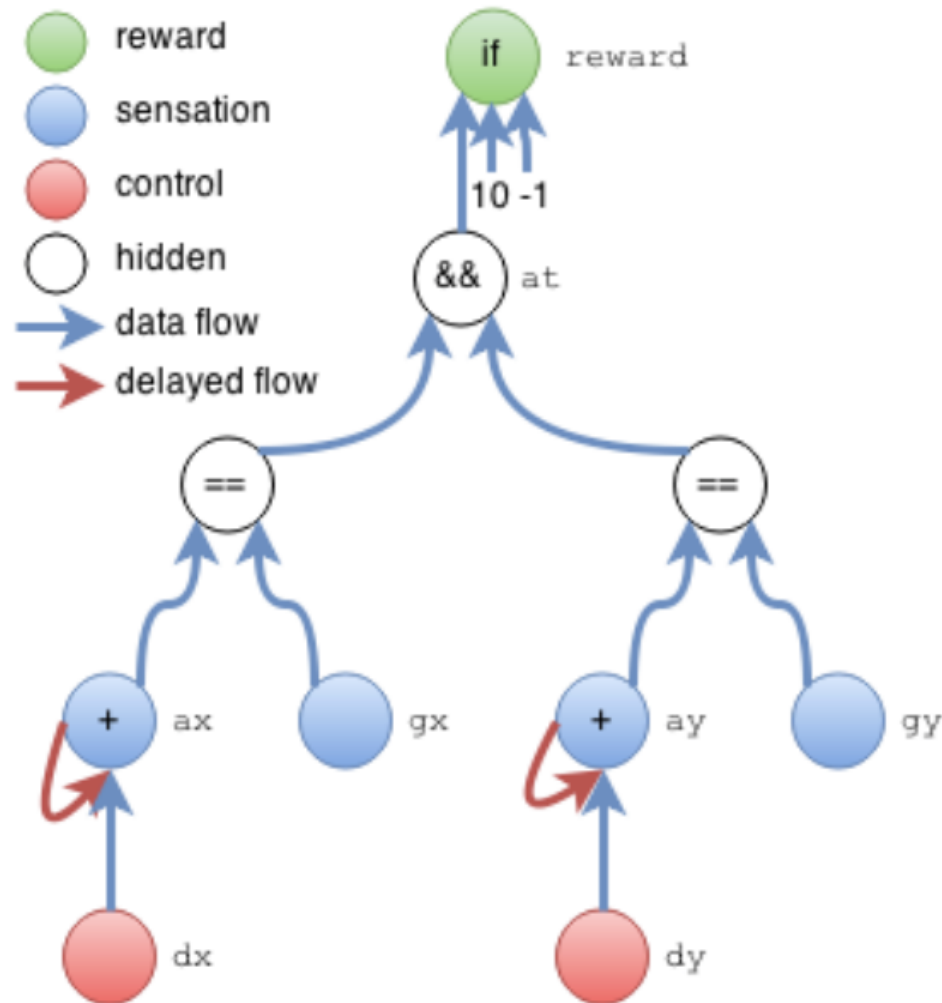 reward
sensation
control
hidden
data flow
delayed flow
if reward
10 -1
&& at
== ==
+ ax gx + ay gy
dx dy